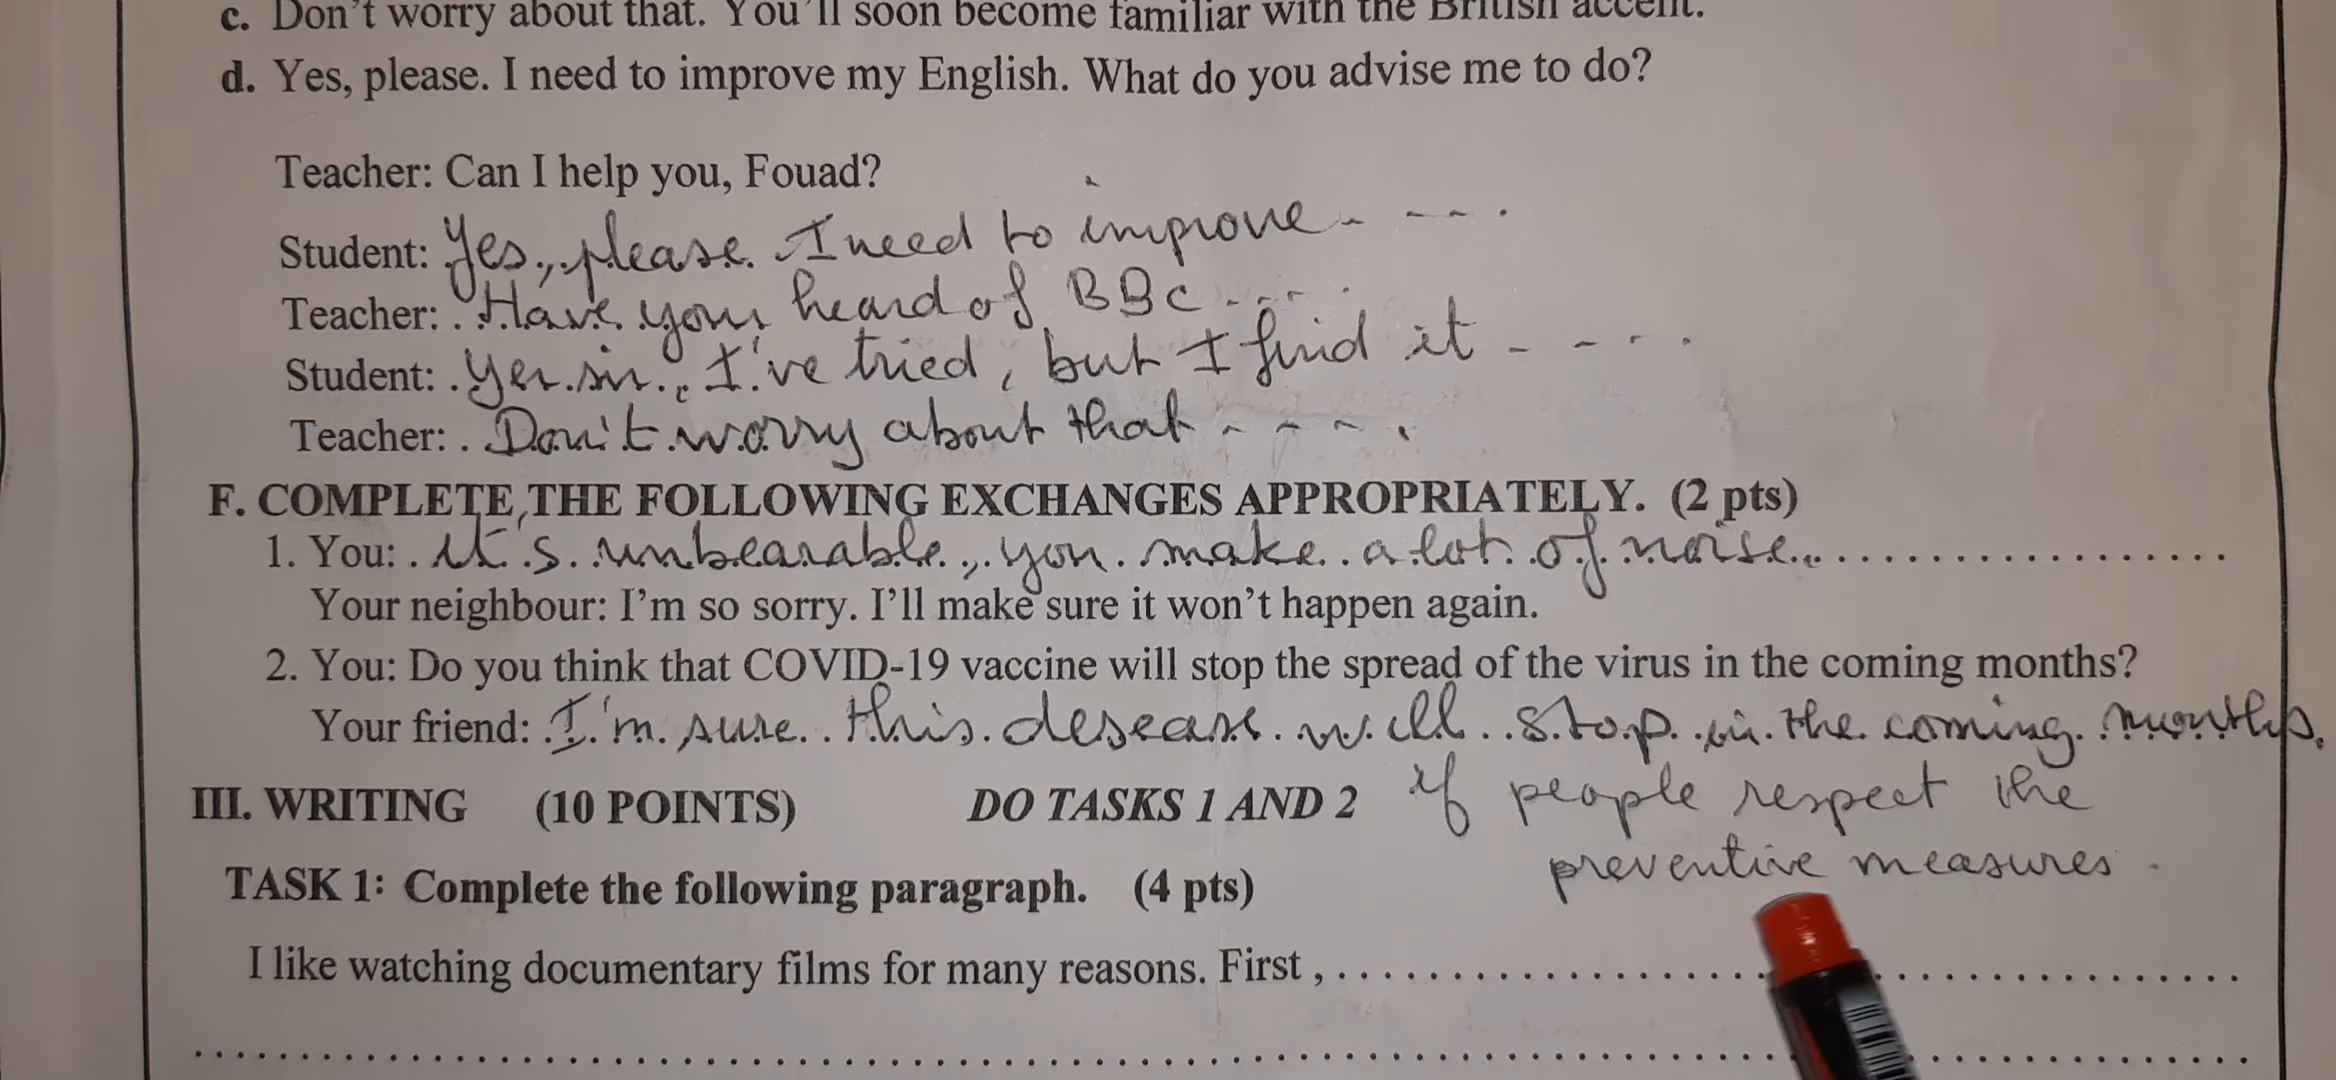 c. Don't worry about that. You'll soon become familiar with the British accent.
d. Yes, please. I need to improve my English. What do you advise me to do?
Teacher: Can I help you, Fouad?
Student: Yes, please. I need to improve - - - - .
Teacher: . Have you heard of BBC - - - - .
Student: . Yes sir, I've tried, but I find it - - - - .
Teacher: . Don't worry about that - - - - .
F. COMPLETE THE FOLLOWING EXCHANGES APPROPRIATELY. (2 pts)
1. You: . it's unbearable, you make a lot of noise. ..................
Your neighbour: I'm so sorry. I'll make sure it won't happen again.
2. You: Do you think that COVID-19 vaccine will stop the spread of the virus in the coming months?
Your friend: I'm sure this desease will stop in the coming months,
if people respect the
preventive measures .
III. WRITING (10 POINTS) DO TASKS 1 AND 2
TASK 1: Complete the following paragraph. (4 pts)
I like watching documentary films for many reasons. First , ........................................
................................................................................